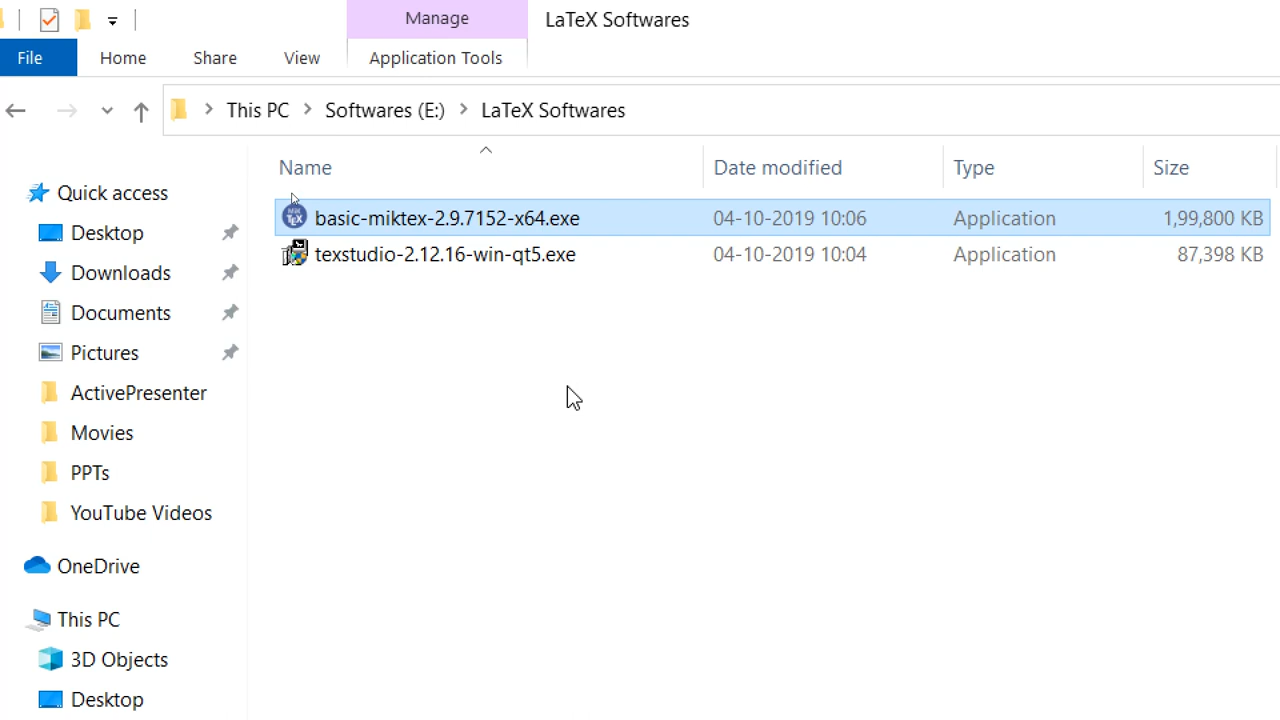 Manage
LaTeX Softwares
File
Home
Share
View
Application Tools
This PC
Softwares (E:)
LaTeX Softwares
Name
Date modified
Type
Size
basic-miktex-2.9.7152-x64.exe
04-10-2019 10:06
Application
1,99,800 KB
texstudio-2.12.16-win-qt5.exe
04-10-2019 10:04
Application
87,398 KB
Quick access
Desktop
Downloads
Documents
Pictures
ActivePresenter
Movies
PPTs
YouTube Videos
OneDrive
This PC
3D Objects
Desktop